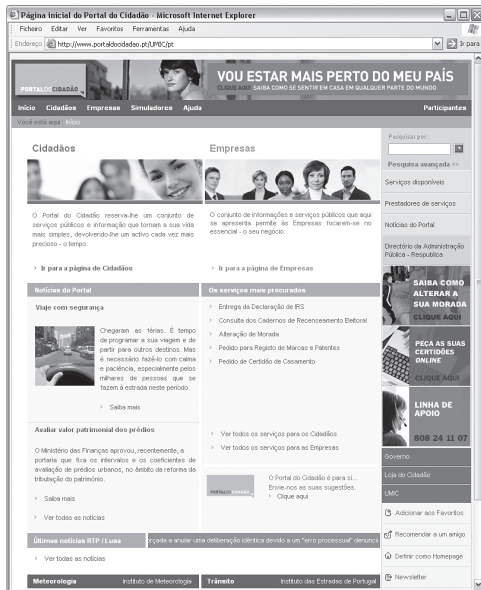 Página inicial do Portal do Cidadão - Microsoft Internet Explorer
Ficheiro Editar Ver Favoritos Ferramentas Ajuda
Endereço http://www.portaldocidadao.pt/UMIC/pt Ir para
PORTALDOCIDADÃO
VOU ESTAR MAIS PERTO DO MEU PAÍS
CLIQUE AQUI SAIBA COMO SE SENTIR EM CASA EM QUALQUER PARTE DO MUNDO
Início Cidadãos Empresas Simuladores Ajuda Participantes
Você está aqui Início
Pesquisar por:
Pesquisa avançada >>
Serviços disponíveis
Prestadores de serviços
Notícias do Portal
Directório da Administração
Pública - Respublica
SAIBA COMO
ALTERAR A
SUA MORADA
CLIQUE AQUI
PEÇA AS SUAS
CERTIDÕES
ONLINE
CLIQUE AQUI
LINHA DE
APOIO
808 24 11 07
Governo
Loja do Cidadão
UMIC
Adicionar aos Favoritos
Recomendar a um amigo
Definir como Homepage
Newsletter
Cidadãos
O Portal do Cidadão reserva-lhe um conjunto de
serviços públicos e informação que tornam a sua vida
mais simples, devolvendo-lhe um activo cada vez mais
precioso - o tempo.
> Ir para a página de Cidadãos
Empresas
O conjunto de informações e serviços públicos que aqui
se apresenta permite às Empresas focarem-se no
essencial - o seu negócio.
> Ir para a página de Empresas
Notícias do Portal
Viaje com segurança
Chegaram as férias. É tempo
de programar a sua viagem e de
partir para outros destinos. Mas
é necessário fazê-lo com calma
e paciência, especialmente pelos
milhares de pessoas que se
fazem à estrada neste período.
> Saiba mais
Avaliar valor patrimonial dos prédios
O Ministério das Finanças aprovou, recentemente, a
portaria que fixa os intervalos e os coeficientes de
avaliação de prédios urbanos, no âmbito da reforma da
tributação do património.
> Saiba mais
> Ver todas as notícias
Os serviços mais procurados
> Entrega da Declaração de IRS
> Consulta dos Cadernos de Recenseamento Eleitoral
> Alteração de Morada
> Pedido para Registo de Marcas e Patentes
> Pedido de Certidão de Casamento
> Ver todos os serviços para os Cidadãos
> Ver todos os serviços para as Empresas
PORTALDOCIDADÃO
O Portal do Cidadão é para si...
Envie-nos as suas sugestões.
> Clique aqui
Últimas notícias RTP / Lusa orçada a anular uma deliberação idêntica devido a um "erro processual" denunci
> Ver todas as notícias
Meteorologia Instituto de Meteorologia
Trânsito Instituto das Estradas de Portugal